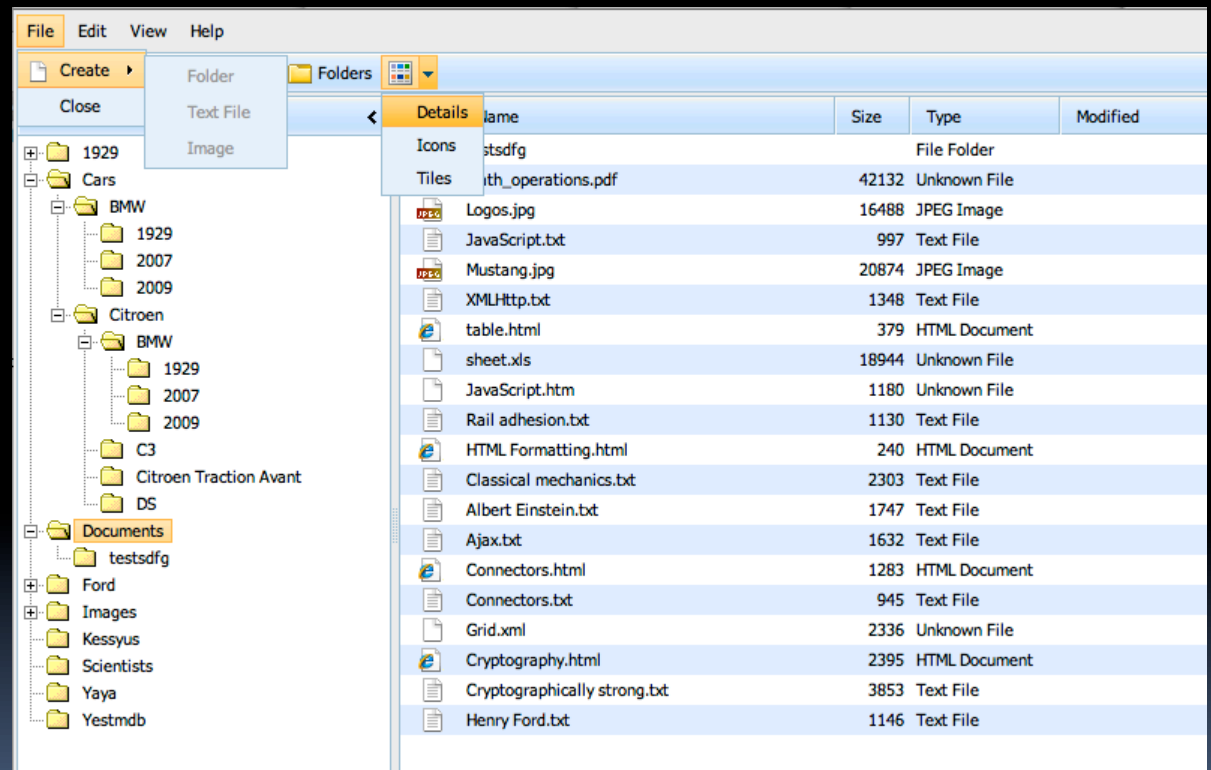 File Edit View Help
Create
Folder
Folders
Close
Text File
Image
Details
Icons
Tiles
Size Type Modified
1929
Cars
BMW
1929
2007
2009
Citroen
BMW
1929
2007
2009
C3
Citroen Traction Avant
DS
Documents
testsdfg
Ford
Images
Kessyus
Scientists
Yaya
Yestmdb
File Folder
42132 Unknown File
Logos.jpg 16488 JPEG Image
JavaScript.txt 997 Text File
Mustang.jpg 20874 JPEG Image
XMLHttp.txt 1348 Text File
table.html 379 HTML Document
sheet.xls 18944 Unknown File
JavaScript.htm 1180 Unknown File
Rail adhesion.txt 1130 Text File
HTML Formatting.html 240 HTML Document
Classical mechanics.txt 2303 Text File
Albert Einstein.txt 1747 Text File
Ajax.txt 1632 Text File
Connectors.html 1283 HTML Document
Connectors.txt 945 Text File
Grid.xml 2336 Unknown File
Cryptography.html 2395 HTML Document
Cryptographically strong.txt 3853 Text File
Henry Ford.txt 1146 Text File